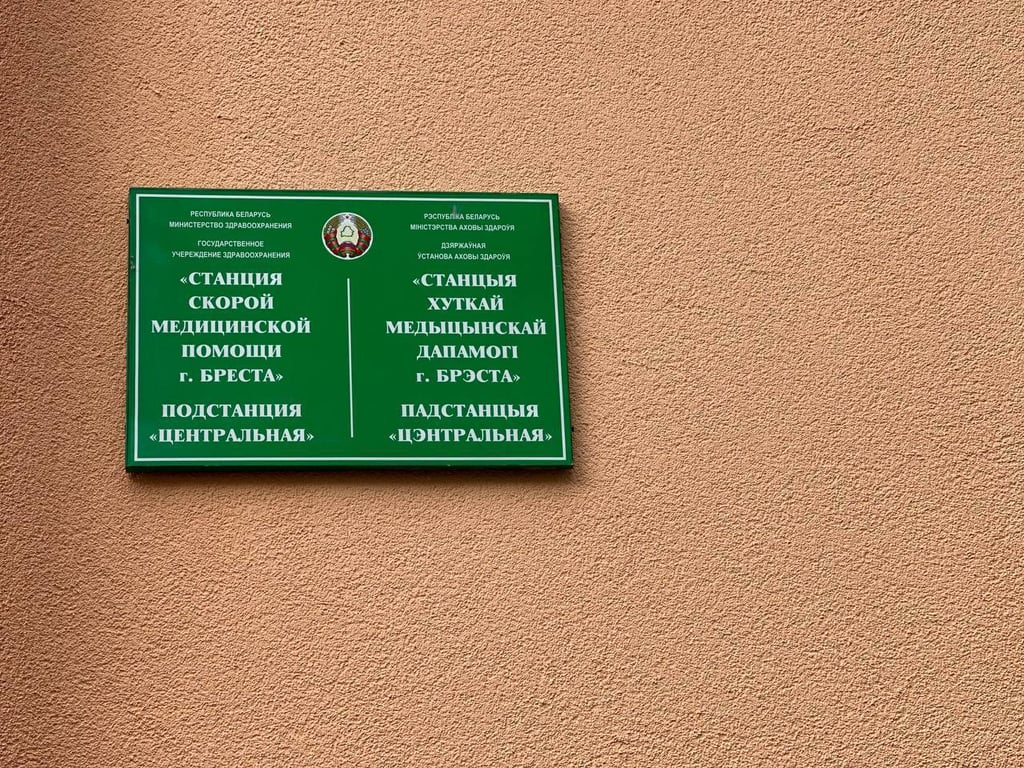 РЕСПУБЛИКА БЕЛАРУСЬ
МИНИСТЕРСТВО ЗДРАВООХРАНЕНИЯ
ГОСУДАРСТВЕННОЕ
УЧЕРЕЖДЕНИЕ ЗДРАВООХРАНЕНИЯ
«СТАНЦИЯ
СКОРОЙ
МЕДИЦИНСКОЙ
ПОМОЩИ
г. БРЕСТА»
ПОДСТАНЦИЯ
«ЦЕНТРАЛЬНАЯ»
РЭСПУБЛІКА БЕЛАРУСЬ
МІНІСТЭРСТВА АХОВЫ ЗДАРОЎЯ
ДЗЯРЖАЎНАЯ
ЎСТАНОВА АХОВЫ ЗДАРОЎЯ
«СТАНЦЫЯ
ХУТКАЙ
МЕДЫЦЫНСКАЙ
ДАПАМОГІ
г. БРЭСТА»
ПАДСТАНЦЫЯ
«ЦЭНТРАЛЬНАЯ»